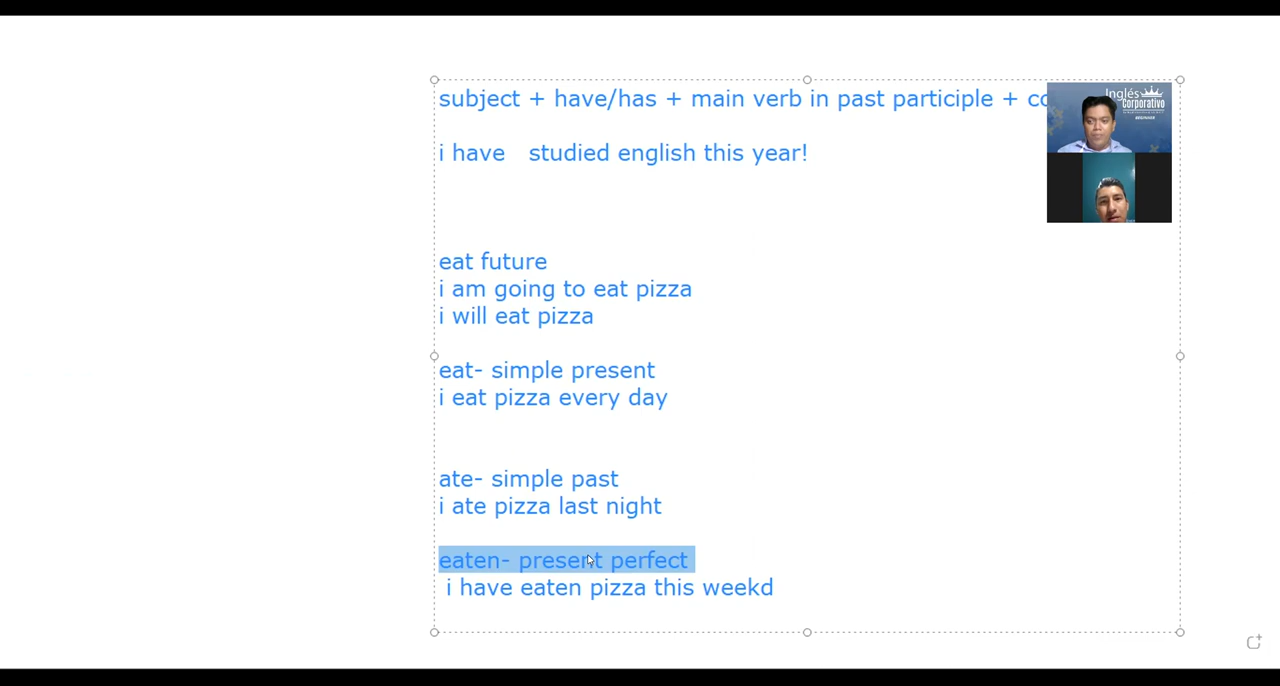 subject + have/has + main verb in past participle +
i have studied english this year!
eat future
i am going to eat pizza
i will eat pizza
eat- simple present
i eat pizza every day
ate- simple past
i ate pizza last night
eaten- present perfect
i have eaten pizza this weekd
Inglés
Corporativo
BEGINNER